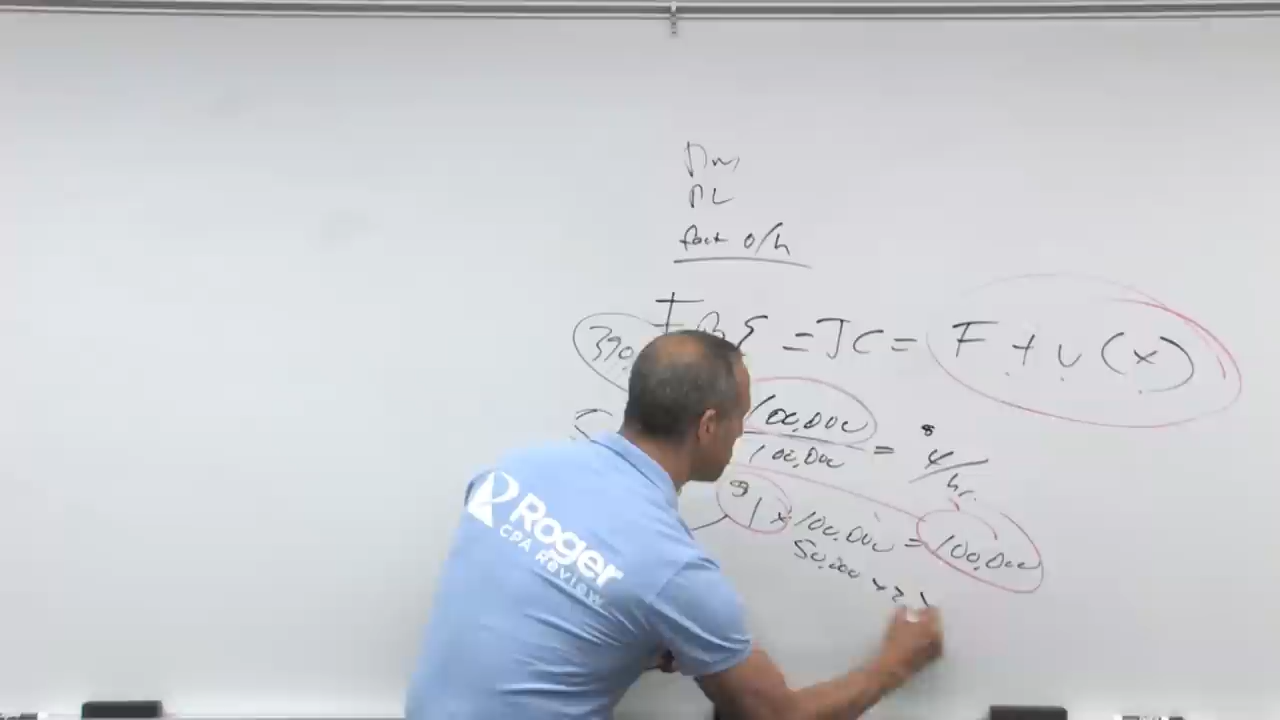 DM
DL
fact o/h
= TC = F + V (x)
390,
100,000
100,000 = $4/hr.
$1 x 100,000 = 100,000
50,000 x 2
Roger
CPA Review